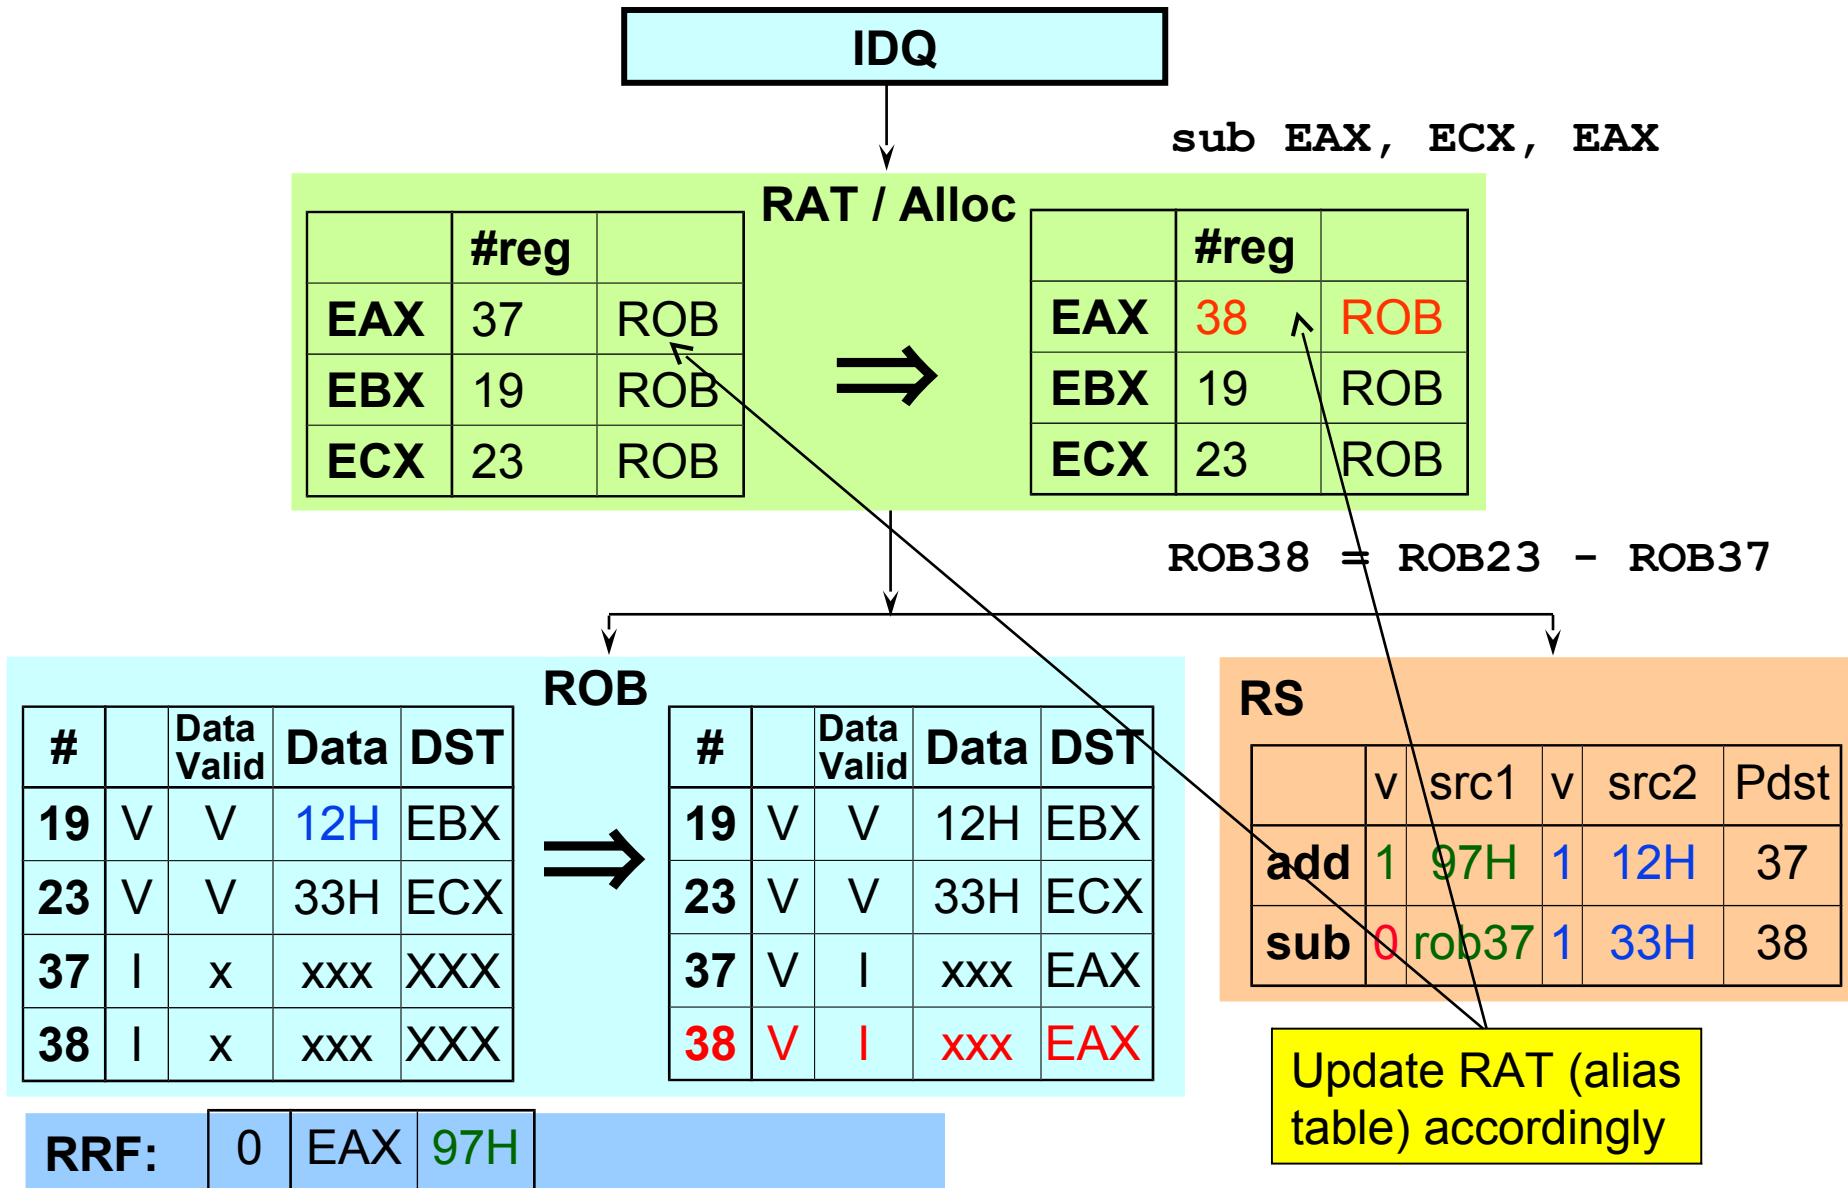 IDQ
sub EAX, ECX, EAX
RAT / Alloc
#reg
EAX 37 ROB
EBX 19 ROB
ECX 23 ROB
⇒
#reg
EAX 38 ROB
EBX 19 ROB
ECX 23 ROB
ROB38 = ROB23 - ROB37
ROB
# Data Valid Data DST
19 V V 12H EBX
23 V V 33H ECX
37 I x xxx XXX
38 I x xxx XXX
⇒
# Data Valid Data DST
19 V V 12H EBX
23 V V 33H ECX
37 V I xxx EAX
38 V I xxx EAX
RS
v src1 v src2 Pdst
add 1 97H 1 12H 37
sub 0 rob37 1 33H 38
Update RAT (alias
table) accordingly
RRF: 0 EAX 97H